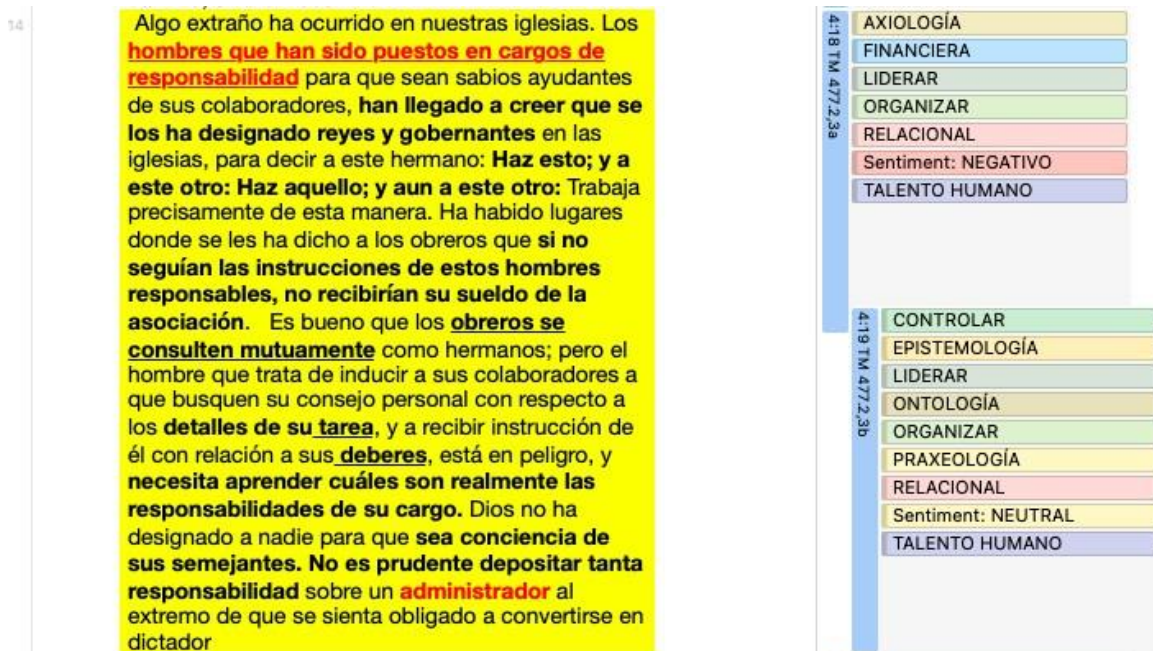 14
Algo extraño ha ocurrido en nuestras iglesias. Los
hombres que han sido puestos en cargos de
responsabilidad para que sean sabios ayudantes
de sus colaboradores, han llegado a creer que se
los ha designado reyes y gobernantes en las
iglesias, para decir a este hermano: Haz esto; y a
este otro: Haz aquello; y aun a este otro: Trabaja
precisamente de esta manera. Ha habido lugares
donde se les ha dicho a los obreros que si no
seguían las instrucciones de estos hombres
responsables, no recibirían su sueldo de la
asociación. Es bueno que los obreros se
consulten mutuamente como hermanos; pero el
hombre que trata de inducir a sus colaboradores a
que busquen su consejo personal con respecto a
los detalles de su tarea, y a recibir instrucción de
él con relación a sus deberes, está en peligro, y
necesita aprender cuáles son realmente las
responsabilidades de su cargo. Dios no ha
designado a nadie para que sea conciencia de
sus semejantes. No es prudente depositar tanta
responsabilidad sobre un administrador al
extremo de que se sienta obligado a convertirse en
dictador
4:18 TM 477.2,3a
AXIOLOGÍA
FINANCIERA
LIDERAR
ORGANIZAR
RELACIONAL
Sentiment: NEGATIVO
TALENTO HUMANO
4:19 TM 477.2,3b
CONTROLAR
EPISTEMOLOGÍA
LIDERAR
ONTOLOGÍA
ORGANIZAR
PRAXEOLOGÍA
RELACIONAL
Sentiment: NEUTRAL
TALENTO HUMANO